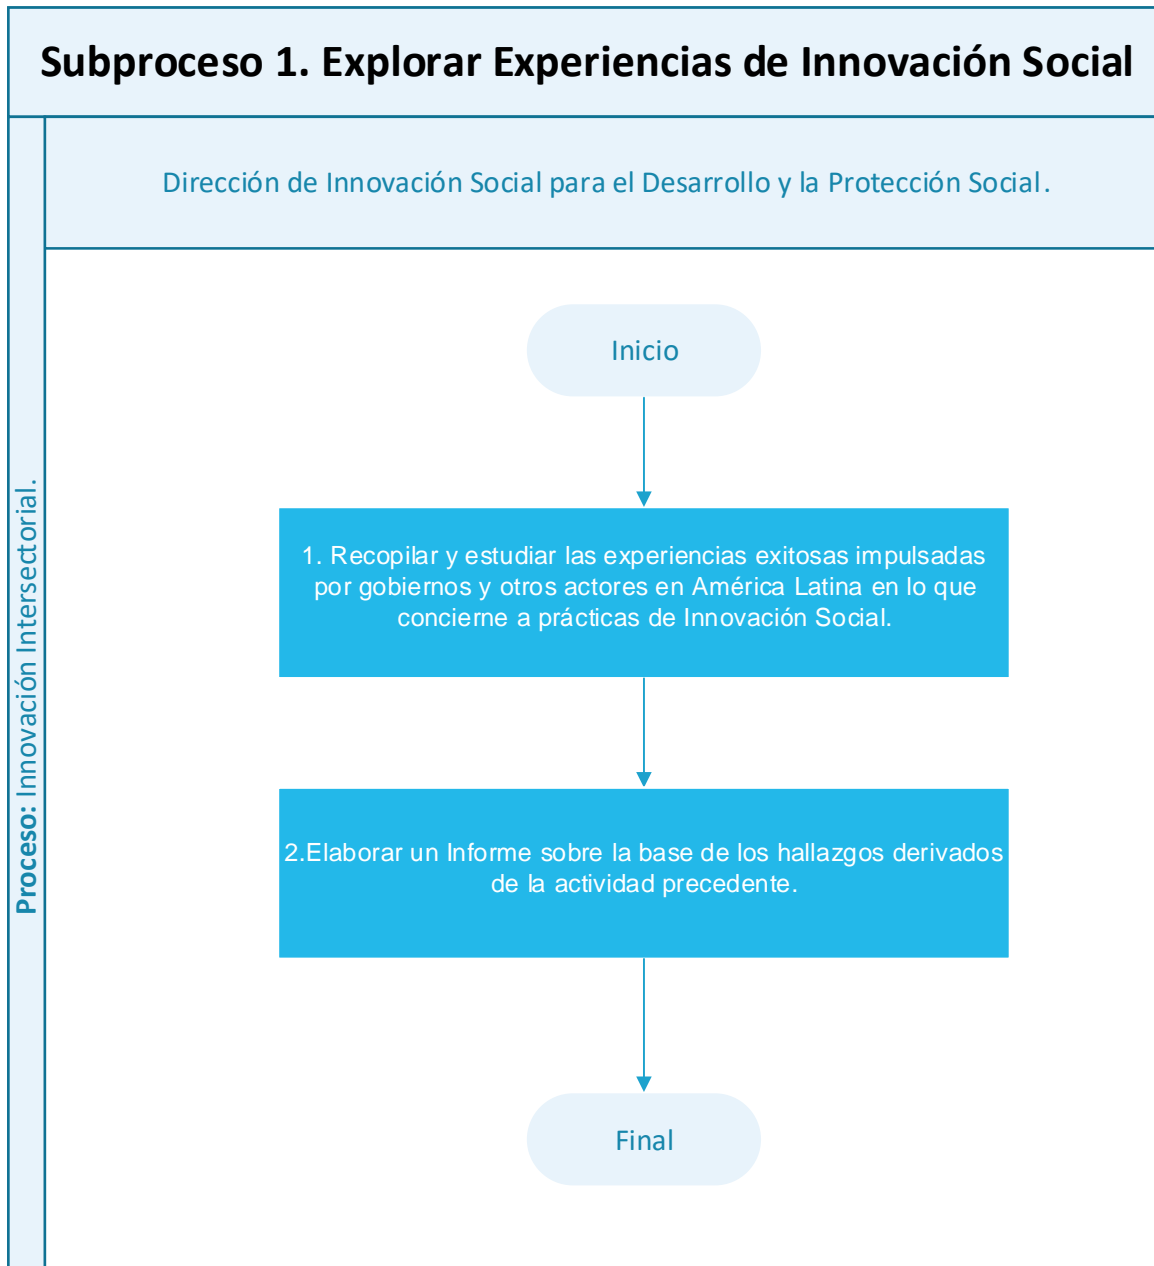 Subproceso 1. Explorar Experiencias de Innovación Social
Dirección de Innovación Social para el Desarrollo y la Protección Social.
Proceso: Innovación Intersectorial.
Inicio
1. Recopilar y estudiar las experiencias exitosas impulsadas
por gobiernos y otros actores en América Latina en lo que
concierne a prácticas de Innovación Social.
2.Elaborar un Informe sobre la base de los hallazgos derivados
de la actividad precedente.
Final